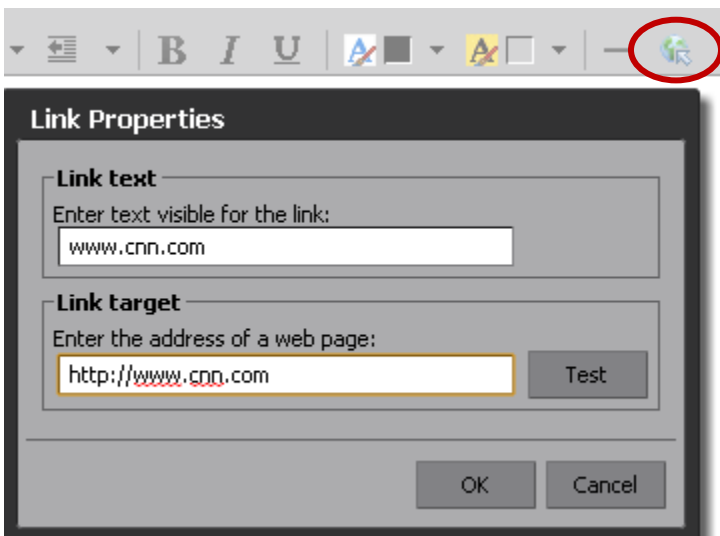 B I U A A
Link Properties
Link text
Enter text visible for the link:
www.cnn.com
Link target
Enter the address of a web page:
http://www.cnn.com
Test
OK Cancel